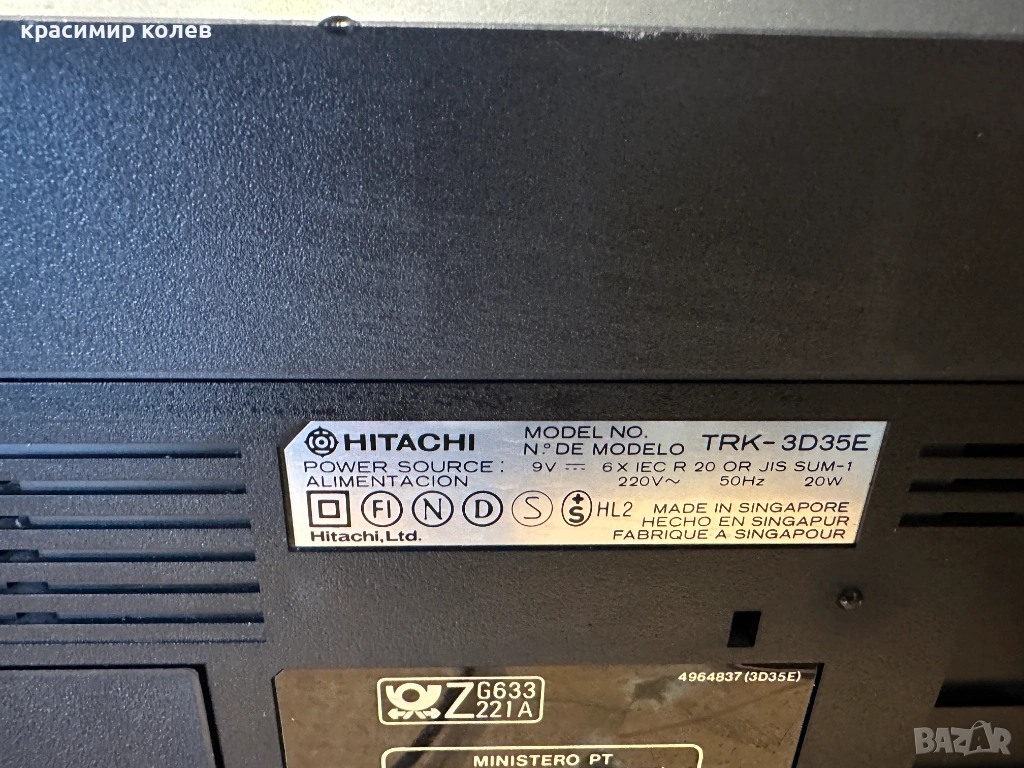 красимир колев
HITACHI
MODEL NO.
N.º DE MODELO
TRK-3D35E
POWER SOURCE: 9V 6 X IEC R 20 OR JIS SUM-1
ALIMENTACION 220V~ 50Hz 20W
FI N D S +S HL2
MADE IN SINGAPORE
HECHO EN SINGAPUR
Hitachi, Ltd.
FABRIQUE A SINGAPOUR
4964837(3D35E)
Z G633
221A
MINISTERO PT
BAZAR